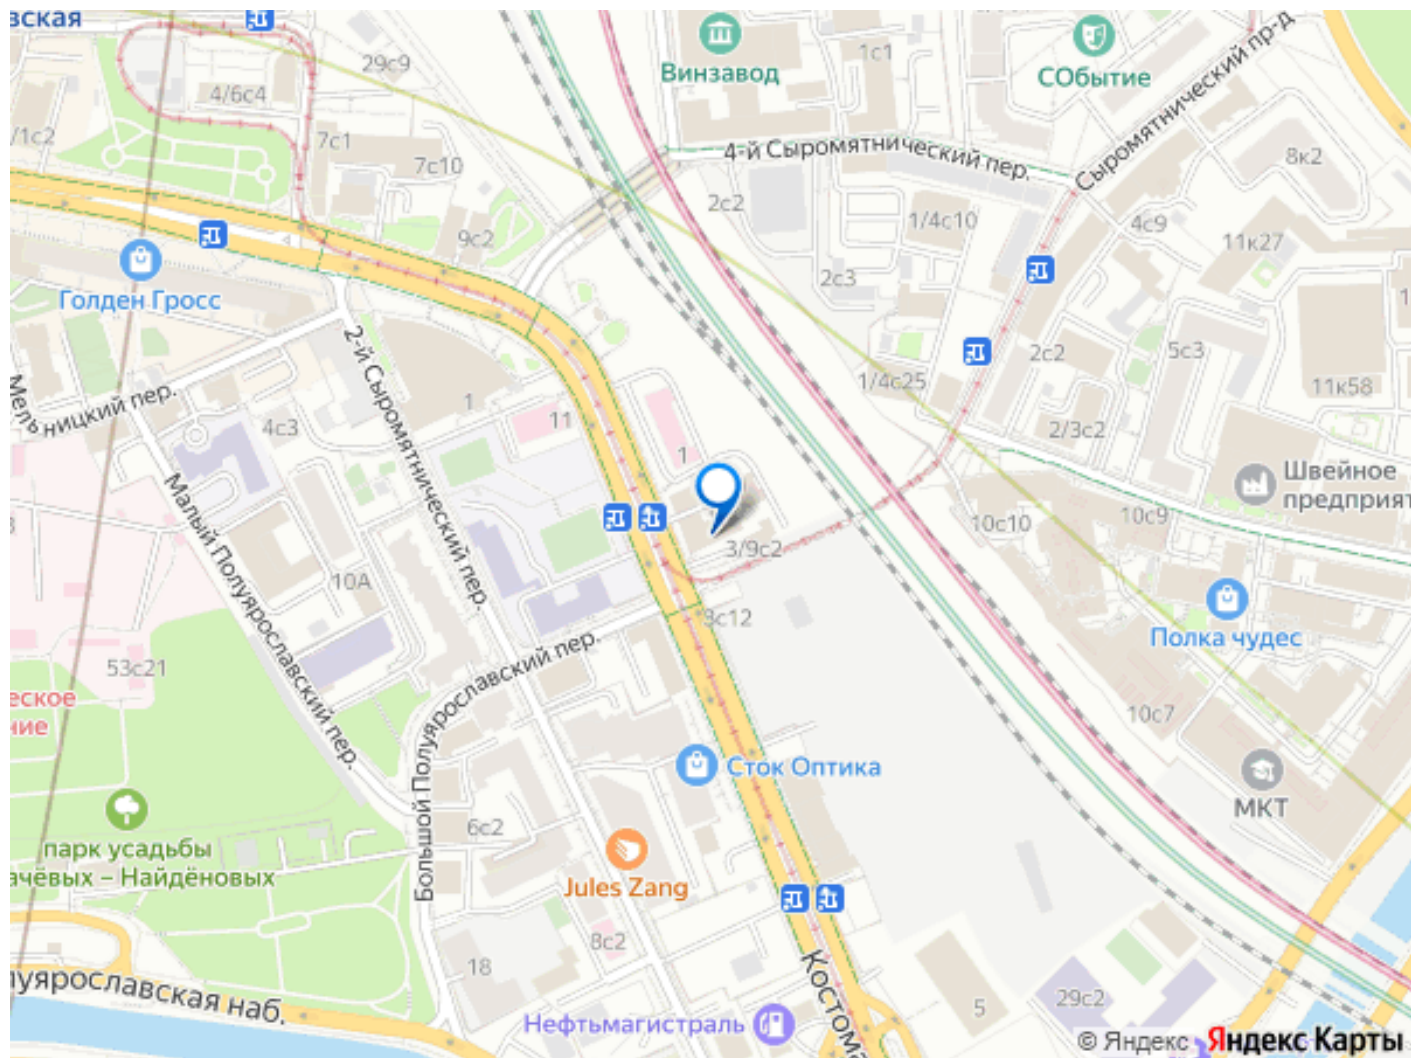 вская
29с9
Винзавод
1с1
СОбытие
Сыромятнический пр-д
4/6с4
/1с2
7с1
7с10
4-й Сыромятнический пер.
8к2
2с2
1/4с10
4с9
11к27
9с2
2с3
Голден Гросс
2-й Сыромятнический пер.
1
1/4с25
2с2
5с3
11к58
Мельницкий пер.
4с3
11
1
2/3с2
Швейное
предприят
Малый Полуярославский пер.
10с10
10с9
3/9с2
10А
3с12
Полка чудес
Большой Полуярославский пер.
53с21
еское
ние
10с7
Сток Оптика
МКТ
6с2
парк усадьбы
ачёвых – Найдёновых
Jules Zang
8с2
18
Костома
луярославская наб.
5
29с2
Нефтьмагистраль
© Яндекс Яндекс Карты